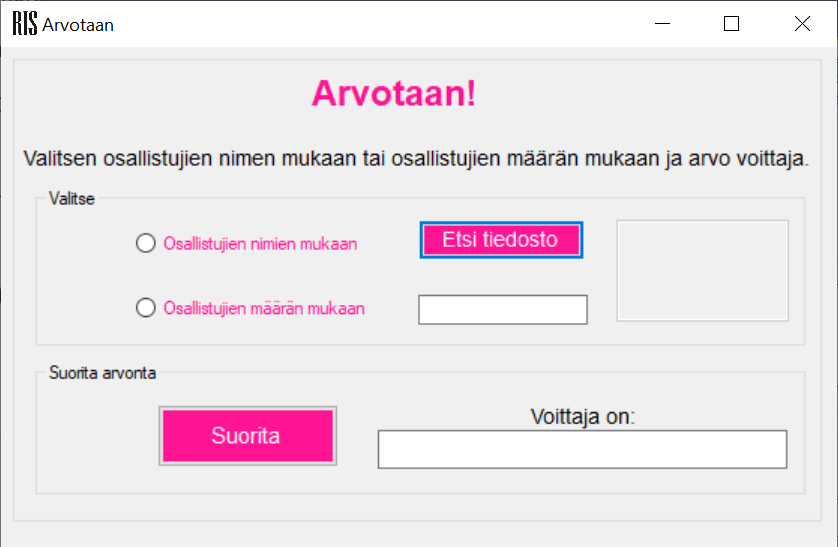 RIS Arvotaan
Arvotaan!
Valitsen osallistujien nimen mukaan tai osallistujien määrän mukaan ja arvo voittaja.
Valitse
Osallistujien nimien mukaan
Etsi tiedosto
Osallistujien määrän mukaan
Suorita arvonta
Voittaja on:
Suorita